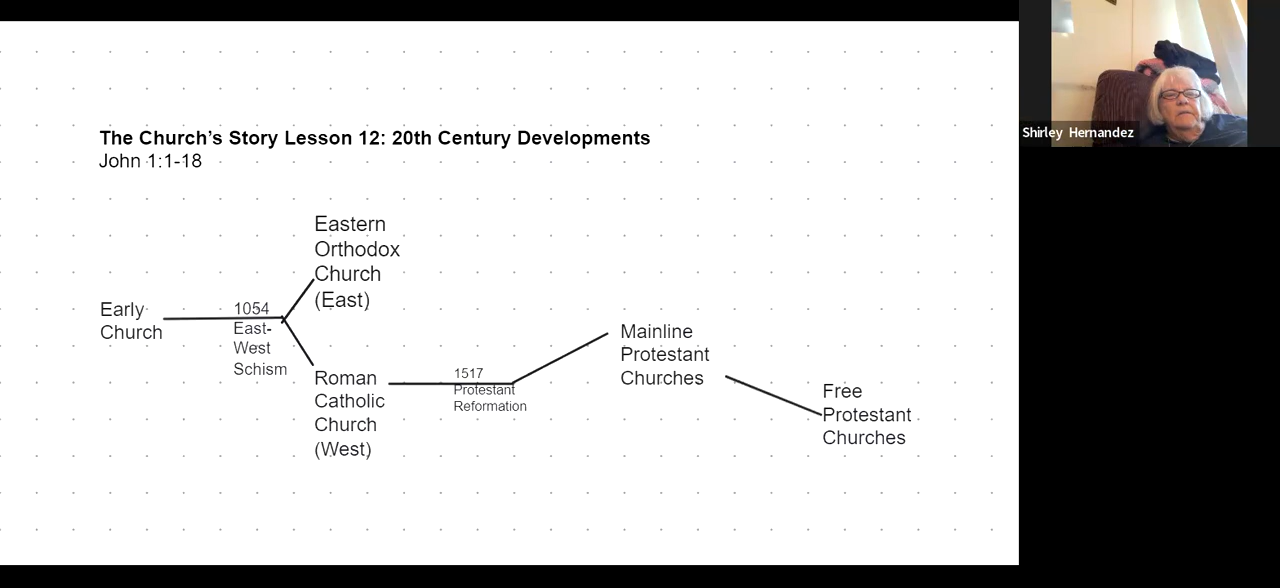 The Church’s Story Lesson 12: 20th Century Developments
John 1:1-18
Early
Church
1054
East-
West
Schism
Eastern
Orthodox
Church
(East)
Roman
Catholic
Church
(West)
1517
Protestant
Reformation
Mainline
Protestant
Churches
Free
Protestant
Churches
Shirley Hernandez